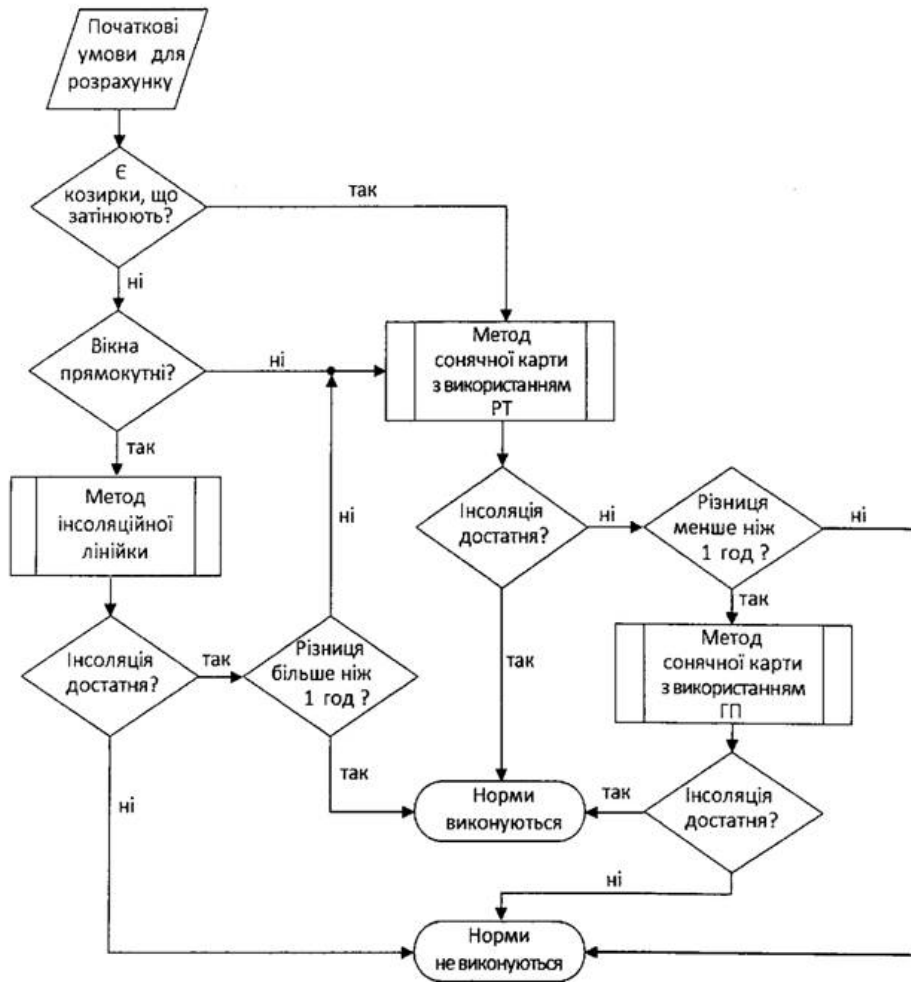 Початкові
умови для
розрахунку
Є
козирки, що
затінюють?
так
ні
Вікна
прямокутні?
ні
так
Метод
сонячної карти
з використанням
РТ
Метод
інсоляційної
лінійки
ні
Інсоляція
достатня?
ні
Різниця
менше ніж
1 год ?
ні
так
так
Інсоляція
достатня?
так
Різниця
більше ніж
1 год ?
Метод
сонячної карти
з використанням
ГП
ні
так
Норми
виконуються
так
Інсоляція
достатня?
ні
Норми
не виконуються